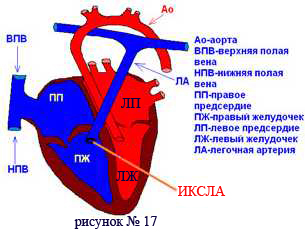 Ао
ВПВ
ЛА
ПП
ЛП
ПЖ
ЛЖ
НПВ
ИКСЛА
Ао-аорта
ВПВ-верхняя полая
вена
НПВ-нижняя полая
вена
ПП-правое
предсердие
ПЖ-правый желудочек
ЛП-левое предсердие
ЛЖ-левый желудочек
ЛА-легочная артерия
рисунок № 17